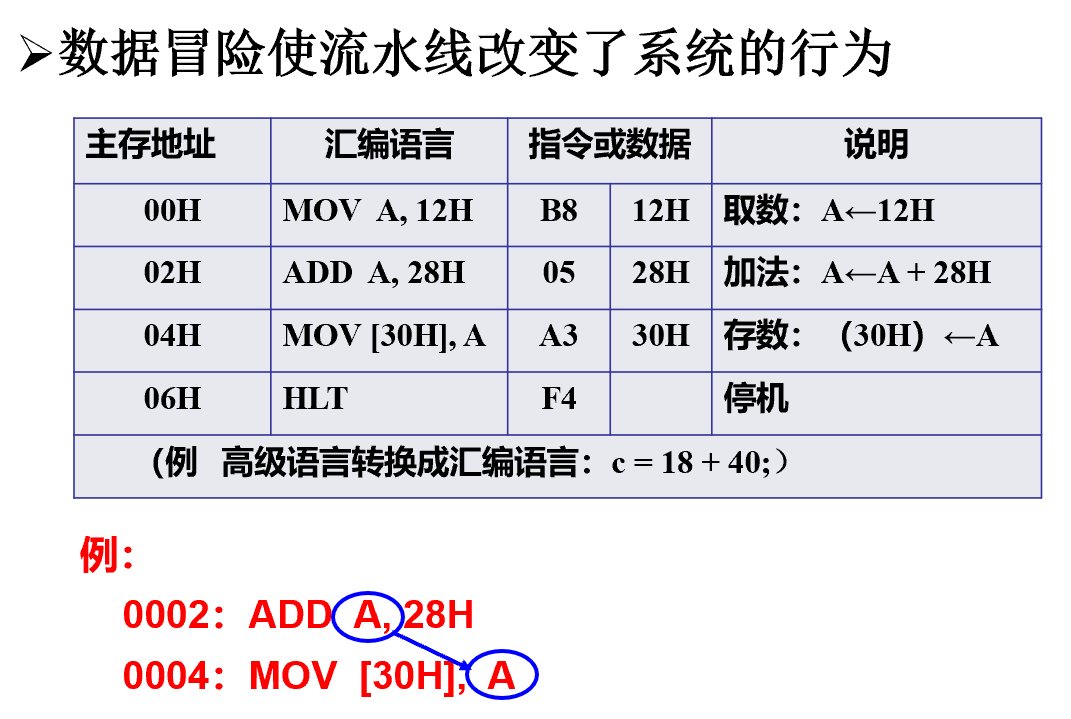 ➢数据冒险使流水线改变了系统的行为
主存地址 汇编语言 指令或数据 说明
00H MOV A, 12H B8 12H 取数：A←12H
02H ADD A, 28H 05 28H 加法：A←A + 28H
04H MOV [30H], A A3 30H 存数：（30H）←A
06H HLT F4 停机
（例 高级语言转换成汇编语言：c = 18 + 40;）
例：
0002：ADD A, 28H
0004：MOV [30H], A